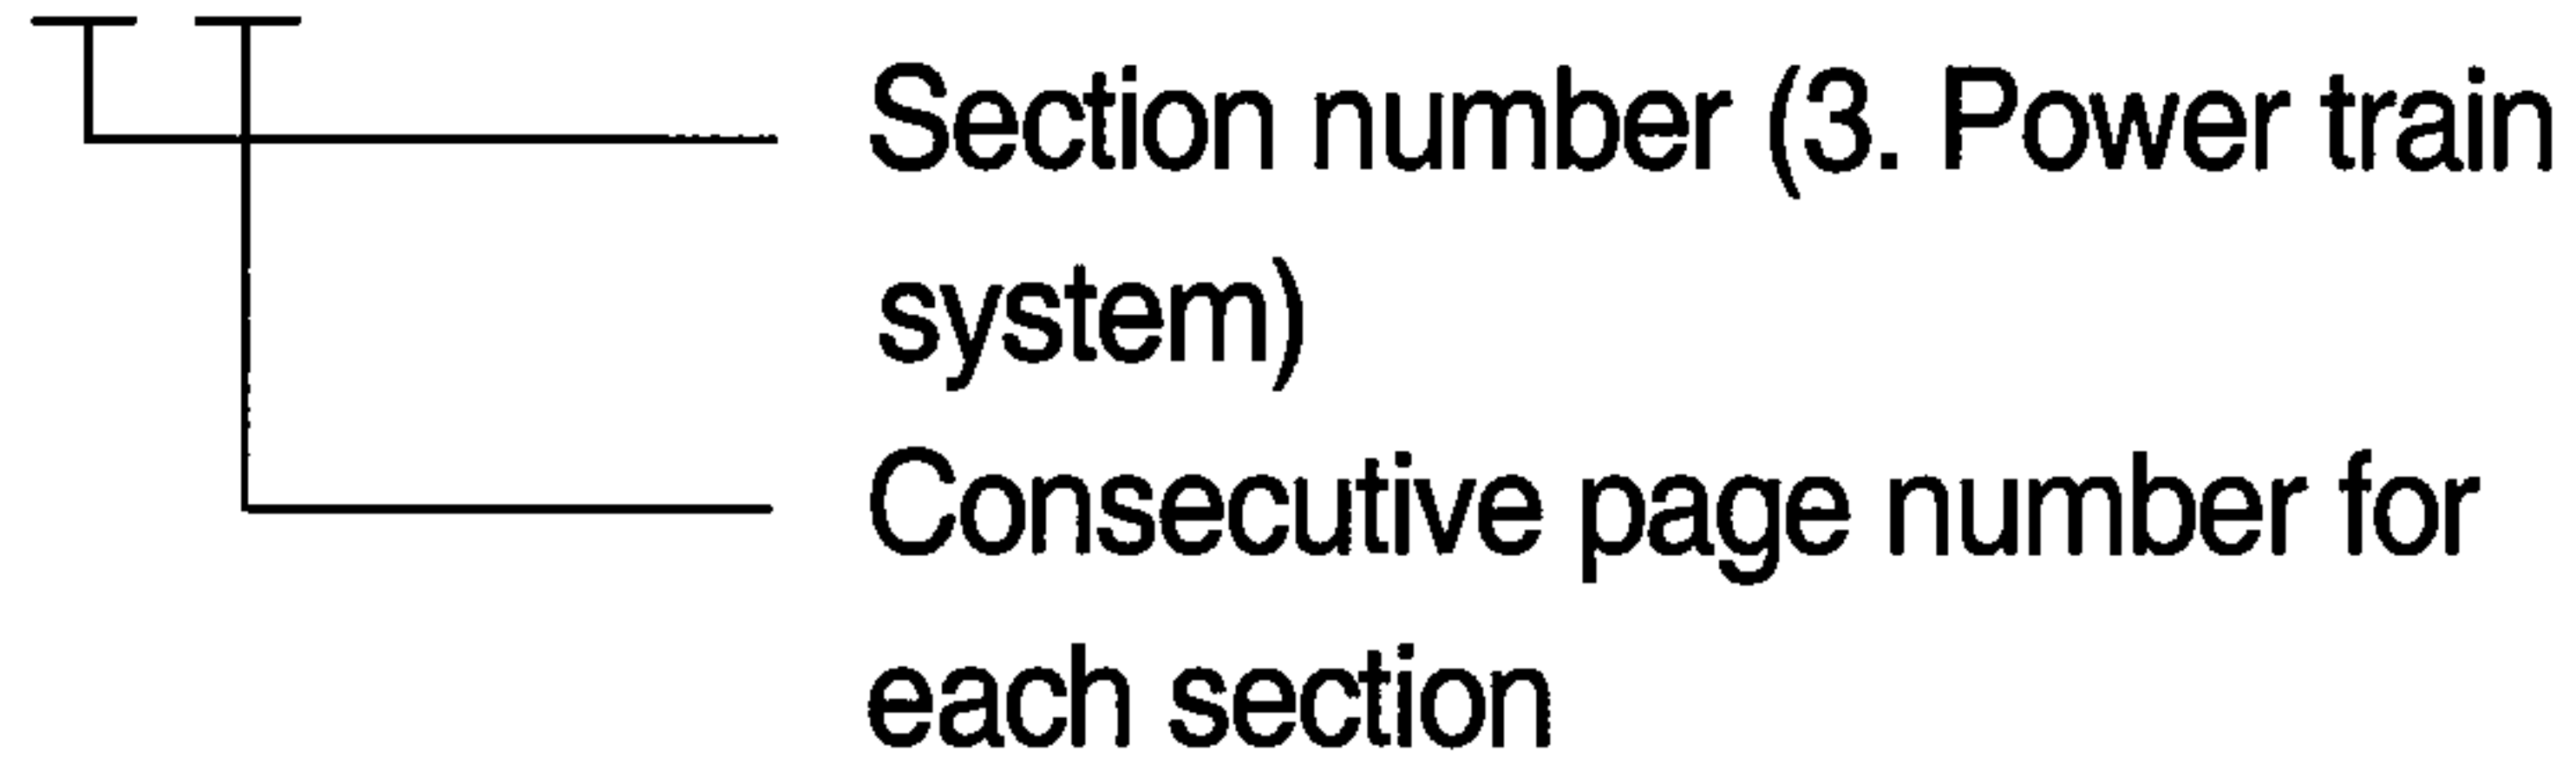 Section number (3. Power train
system)
Consecutive page number for
each section